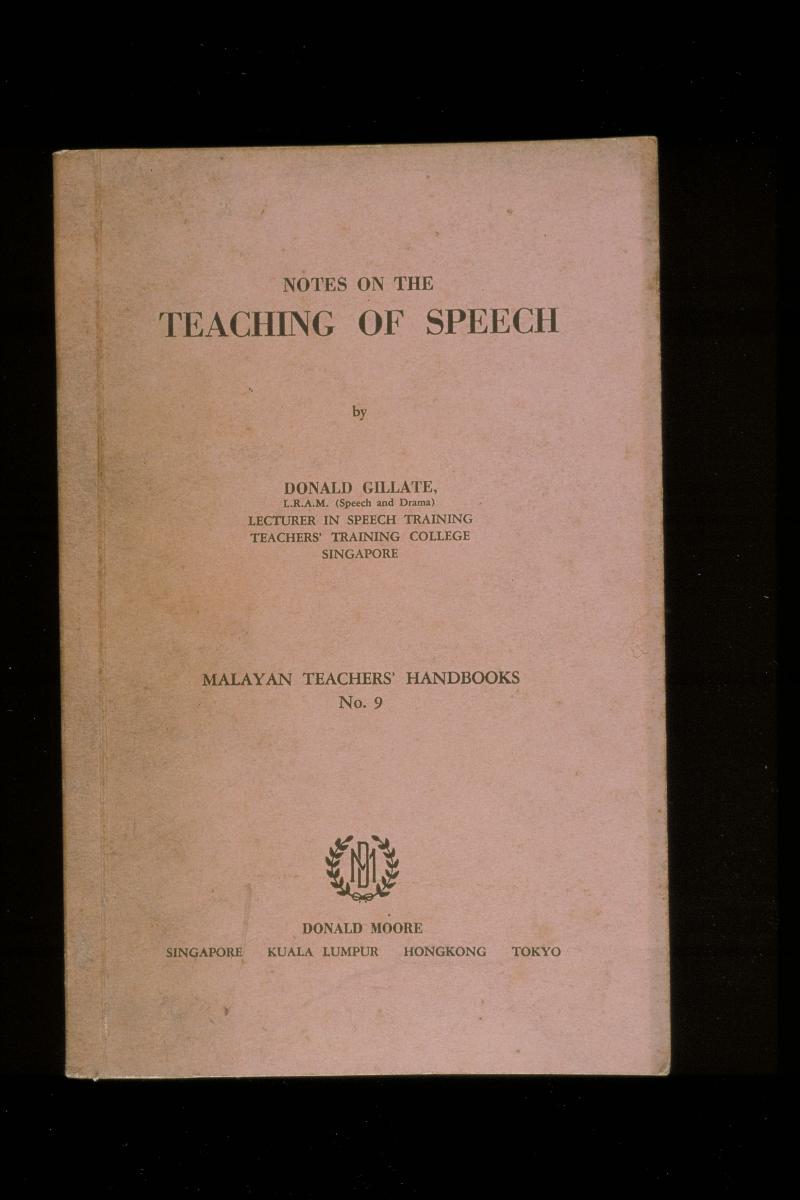 NOTES ON THE
TEACHING OF SPEECH
by
DONALD GILLATE,
L.R.A.M. (Speech and Drama)
LECTURER IN SPEECH TRAINING
TEACHERS' TRAINING COLLEGE
SINGAPORE
MALAYAN TEACHERS' HANDBOOKS
No. 9
DM
DONALD MOORE
SINGAPORE KUALA LUMPUR HONGKONG TOKYO